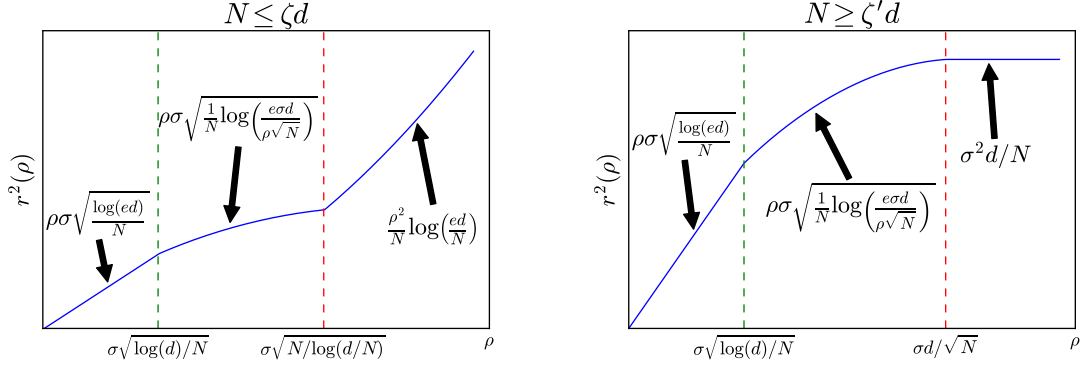 N ≤ ζd
ρσ√(1/N log(eσd/ρ√N))
ρσ√(log(ed)/N)
ρ²/N log(ed/N)
r²(ρ)
σ√log(d)/N
σ√N/log(d/N)
ρ
N ≥ ζ′d
ρσ√(log(ed)/N)
σ²d/N
ρσ√(1/N log(eσd/ρ√N))
r²(ρ)
σ√log(d)/N
σd/√N
ρ